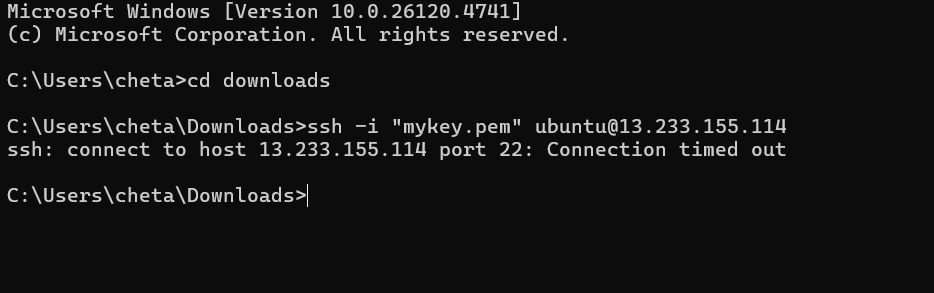 Microsoft Windows [Version 10.0.26120.4741]
(c) Microsoft Corporation. All rights reserved.
C:\Users\cheta>cd downloads
C:\Users\cheta\Downloads>ssh -i "mykey.pem" ubuntu@13.233.155.114
ssh: connect to host 13.233.155.114 port 22: Connection timed out
C:\Users\cheta\Downloads>